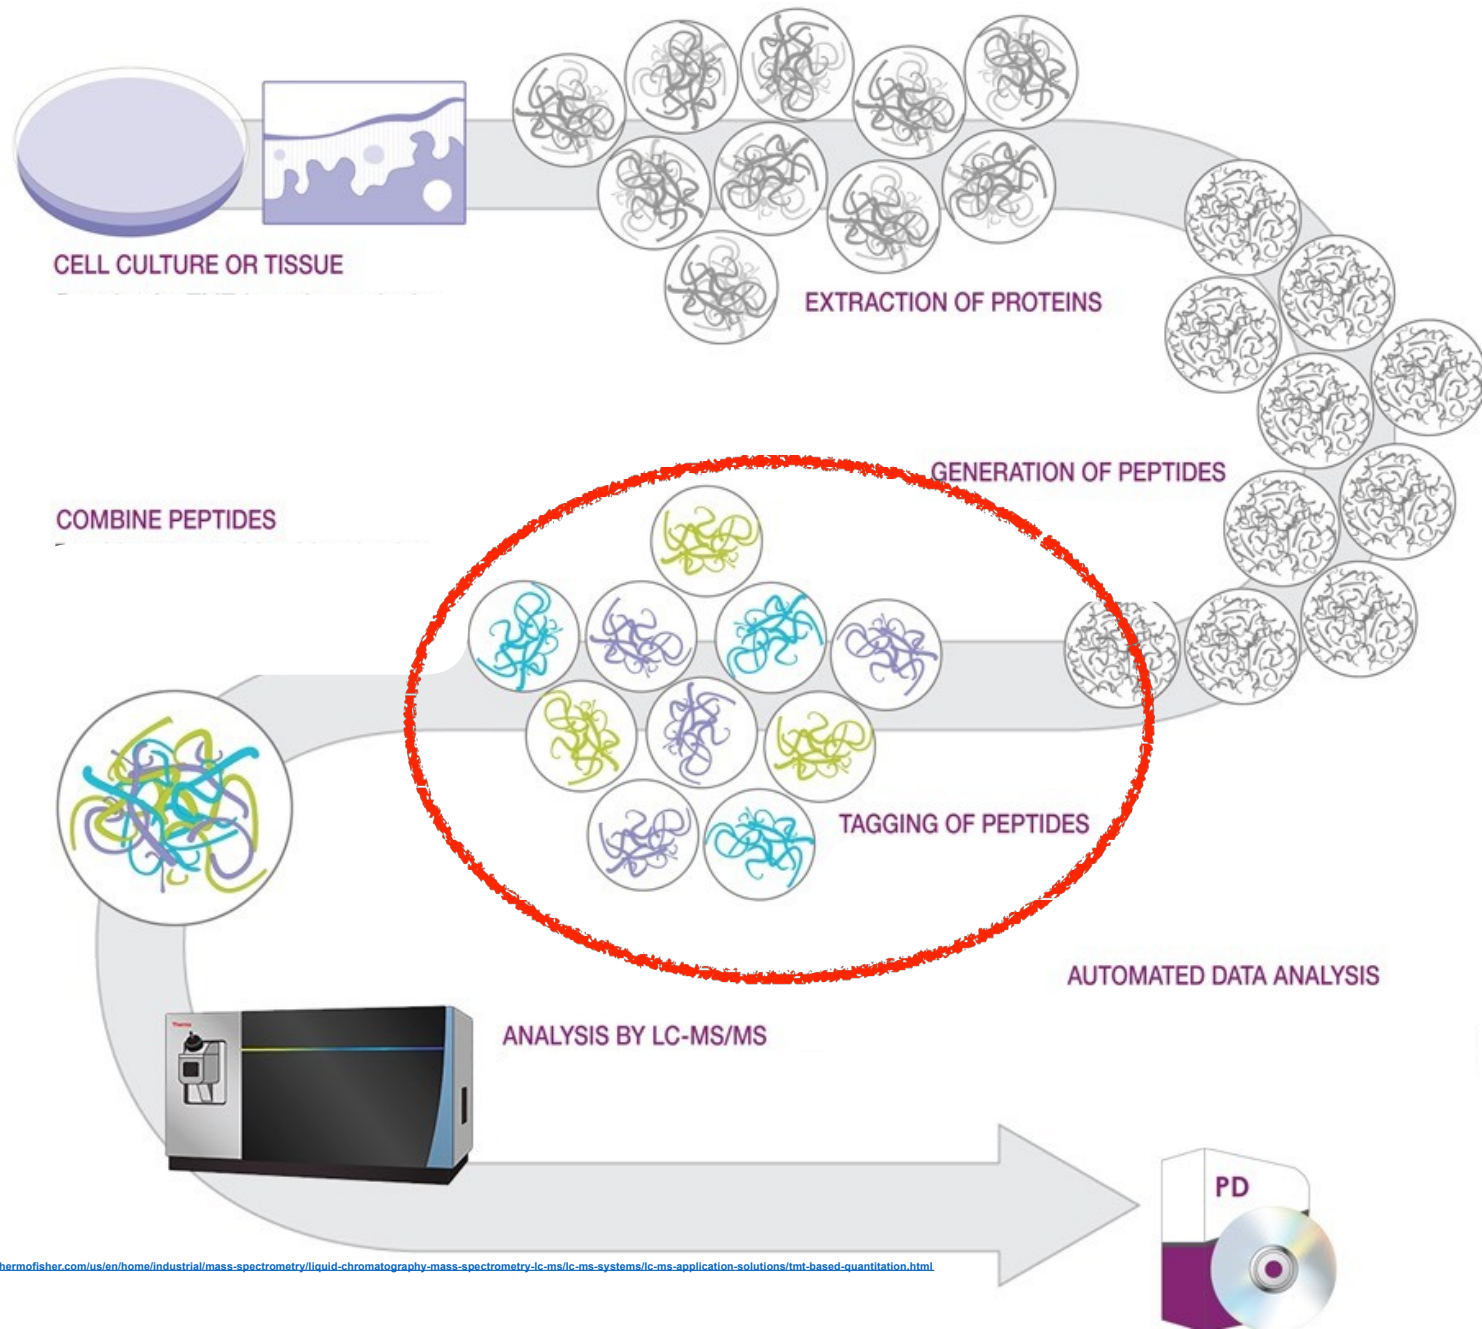 CELL CULTURE OR TISSUE
EXTRACTION OF PROTEINS
GENERATION OF PEPTIDES
COMBINE PEPTIDES
TAGGING OF PEPTIDES
AUTOMATED DATA ANALYSIS
Thermo
ANALYSIS BY LC-MS/MS
PD
hermofisher.com/us/en/home/industrial/mass-spectrometry/liquid-chromatography-mass-spectrometry-lc-ms/lc-ms-systems/lc-ms-application-solutions/tmt-based-quantitation.html